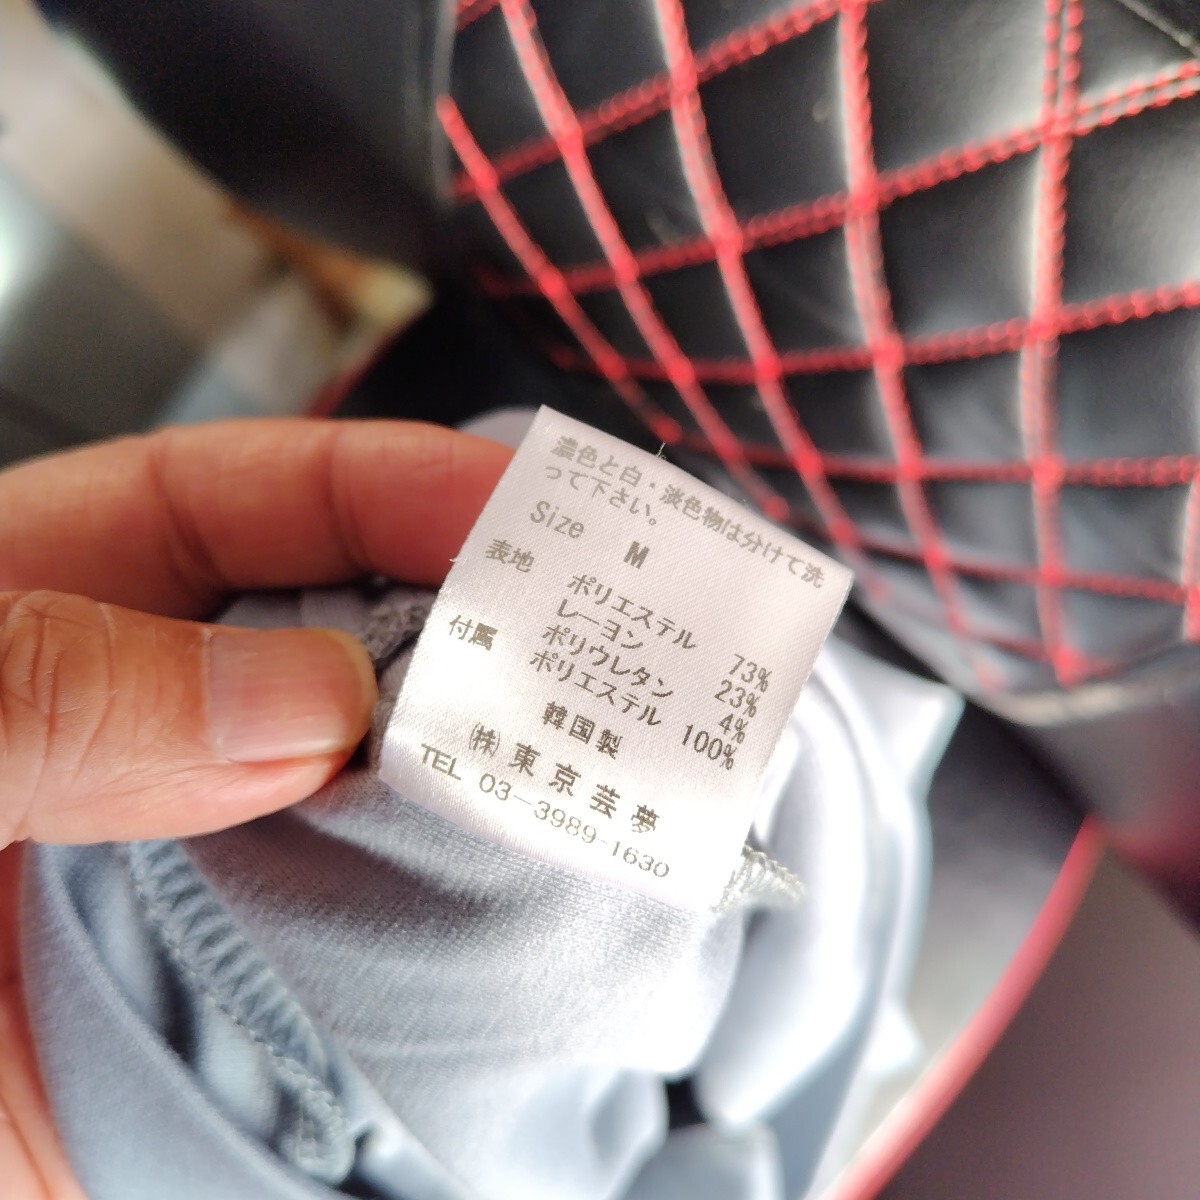 濃色と白・淡色物は分けて洗
って下さい。
Size M
表地 ポリエステル 73%
レーヨン 23%
ポリウレタン 4%
付属 ポリエステル 100%
韓国製
㈱東京芸夢
TEL 03-3989-1630